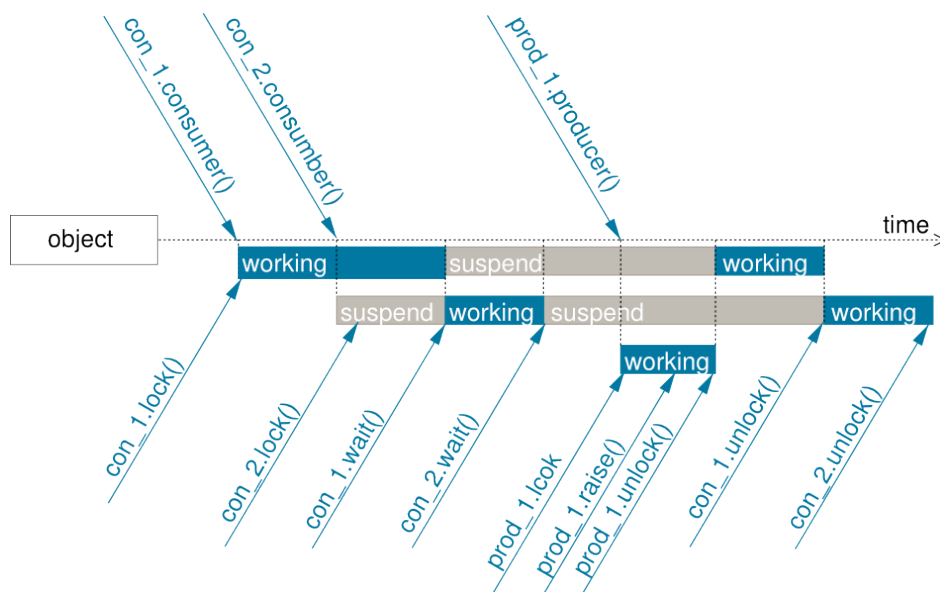 con_1.consumer()
con_2.consumber()
prod_1.producer()
object
time
working
suspend
working
suspend
working
suspend
working
working
con_1.lock()
con_2.lock()
con_1.wait()
con_2.wait()
prod_1.lcok
prod_1.raise()
prod_1.unlock()
con_1.unlock()
con_2.unlock()